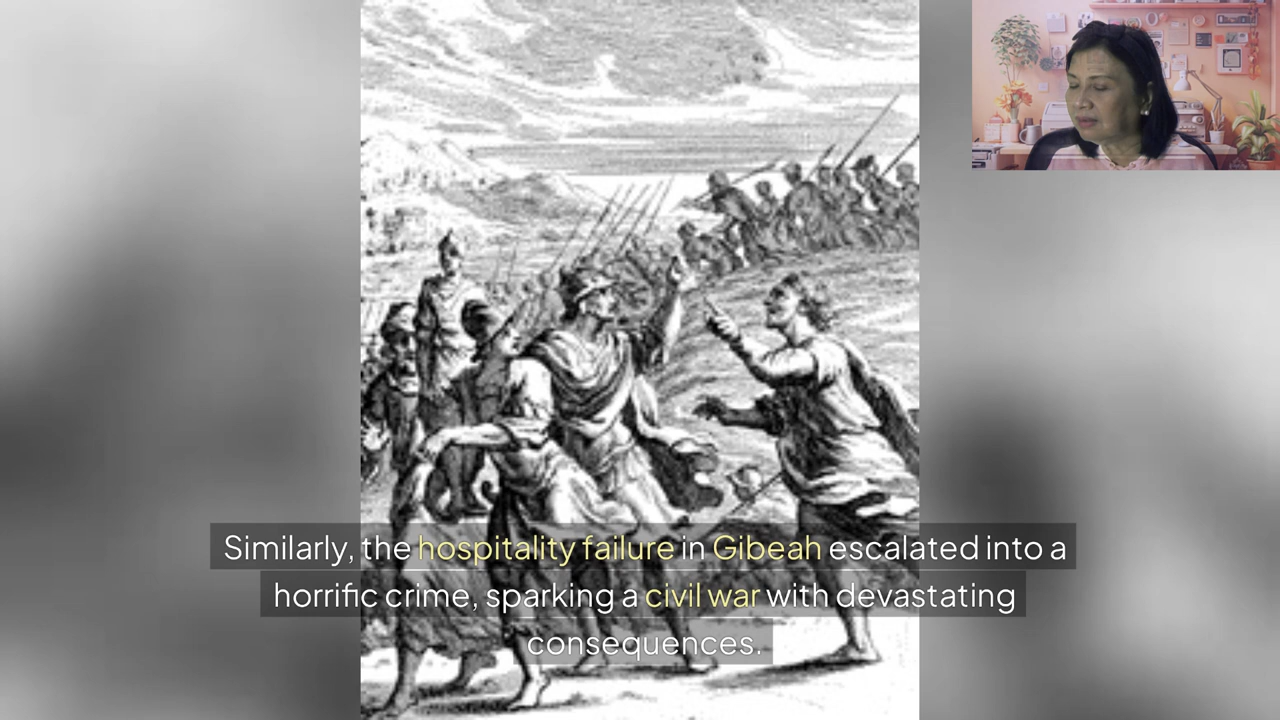 Similarly, the hospitality failure in Gibeah escalated into a
horrific crime, sparking a civil war with devastating
consequences.